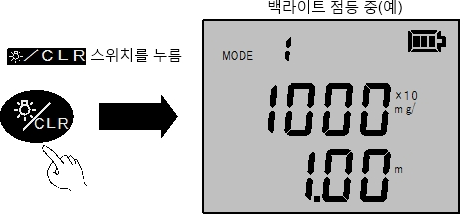 백라이트 점등 중(예)
☼/CLR 스위치를 누름
☼/CLR
MODE 1
1000 ×10 mg/
1.00 m